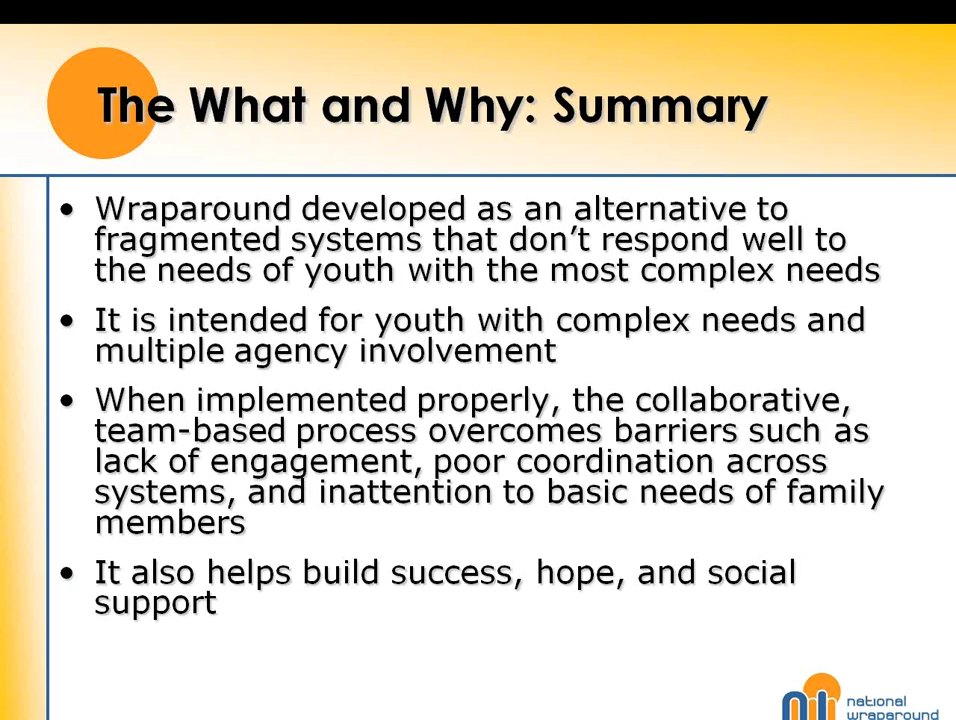 The What and Why: Summary
• Wraparound developed as an alternative to
fragmented systems that don’t respond well to
the needs of youth with the most complex needs
• It is intended for youth with complex needs and
multiple agency involvement
• When implemented properly, the collaborative,
team-based process overcomes barriers such as
lack of engagement, poor coordination across
systems, and inattention to basic needs of family
members
• It also helps build success, hope, and social
support
national
wraparound